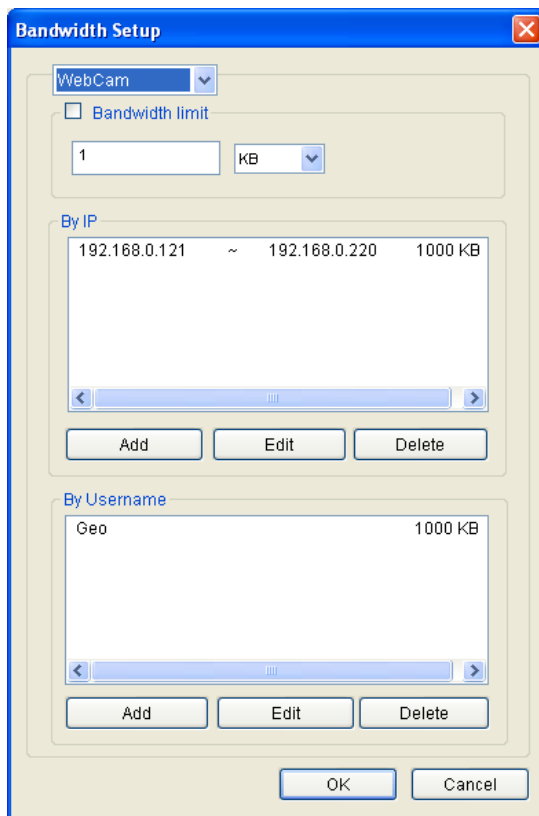 Bandwidth Setup
WebCam
Bandwidth limit
1 KB
By IP
192.168.0.121 ~ 192.168.0.220 1000 KB
Add Edit Delete
By Username
Geo 1000 KB
Add Edit Delete
OK Cancel